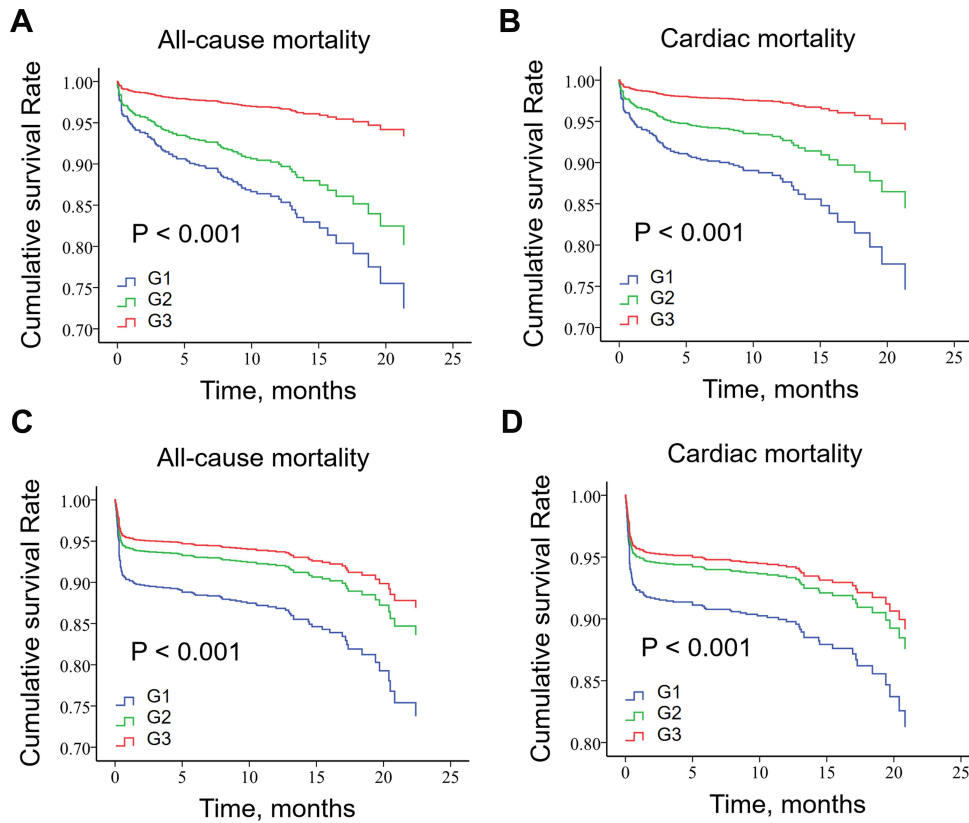 A
All-cause mortality
Cumulative survival Rate
1.00
0.95
0.90
0.85
0.80
0.75
0.70
P < 0.001
G1
G2
G3
0 5 10 15 20 25
Time, months
B
Cardiac mortality
Cumulative survival Rate
1.00
0.95
0.90
0.85
0.80
0.75
0.70
P < 0.001
G1
G2
G3
0 5 10 15 20 25
Time, months
C
All-cause mortality
Cumulative survival Rate
1.00
0.95
0.90
0.85
0.80
0.75
0.70
P < 0.001
G1
G2
G3
0 5 10 15 20 25
Time, months
D
Cardiac mortality
Cumulative survival Rate
1.00
0.95
0.90
0.85
0.80
P < 0.001
G1
G2
G3
0 5 10 15 20 25
Time, months